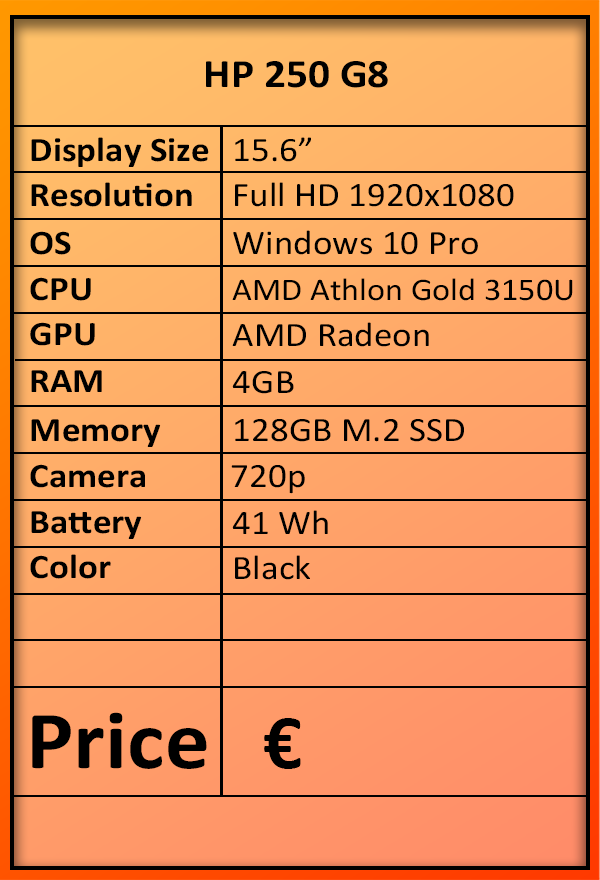 HP 250 G8
Display Size 15.6”
Resolution Full HD 1920x1080
OS Windows 10 Pro
CPU AMD Athlon Gold 3150U
GPU AMD Radeon
RAM 4GB
Memory 128GB M.2 SSD
Camera 720p
Battery 41 Wh
Color Black
Price €